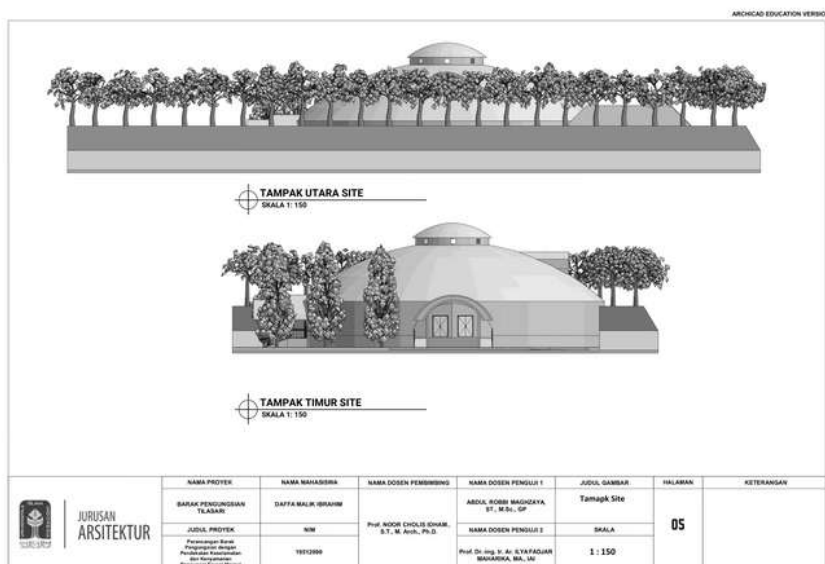 ARCHICAD EDUCATION VERSIO
TAMPAK UTARA SITE
SKALA 1: 150
TAMPAK TIMUR SITE
SKALA 1: 150
JURUSAN
ARSITEKTUR
NAMA PROYEK
BARAK PENGUNGSIAN
TILASARI
JUDUL PROYEK
Perancangan Barak
Pengungsian dengan
Pendekatan Keselamatan
dan Kenyamanan
NAMA MAHASISWA
DAFFA MALIK IBRAHIM
NIM
NAMA DOSEN PEMBIMBING
Prof. NOOR CHOLIS IDHAM,
S.T., M. Arch., Ph.D.
NAMA DOSEN PENGUJI 1
ABDUL ROBBI MAGHZAYA,
ST., M.Sc., GP
NAMA DOSEN PENGUJI 2
Prof. Dr. Ing. Ir. Ar. ILYA FADJAR
MAHARIKA, MA., IAI
JUDUL GAMBAR
Tamapk Site
SKALA
1 : 150
HALAMAN
05
KETERANGAN